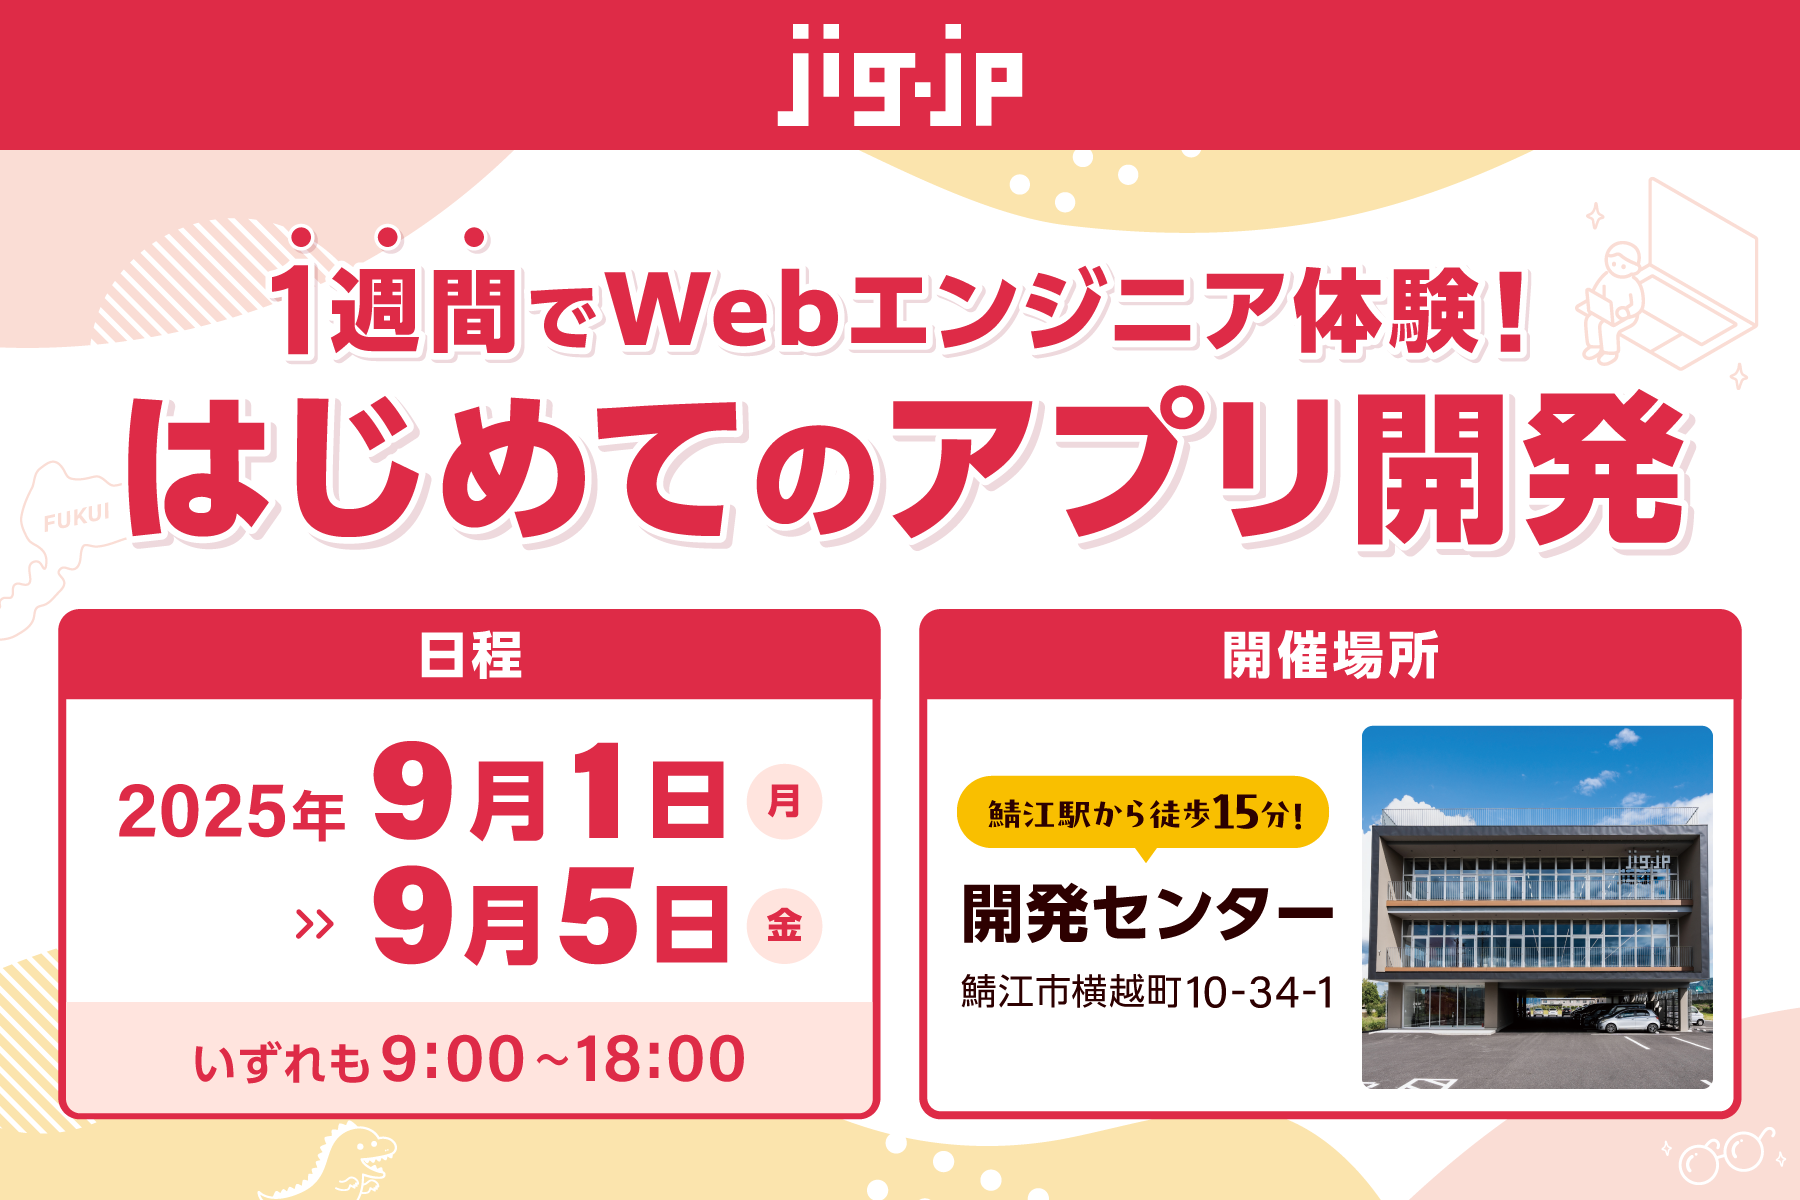 jig.jp
1週間でWebエンジニア体験!
はじめてのアプリ開発
FUKUI
日程
2025年 9月1日 月
>> 9月5日 金
いずれも 9:00~18:00
開催場所
鯖江駅から徒歩15分!
開発センター
鯖江市横越町10-34-1
jig.jp